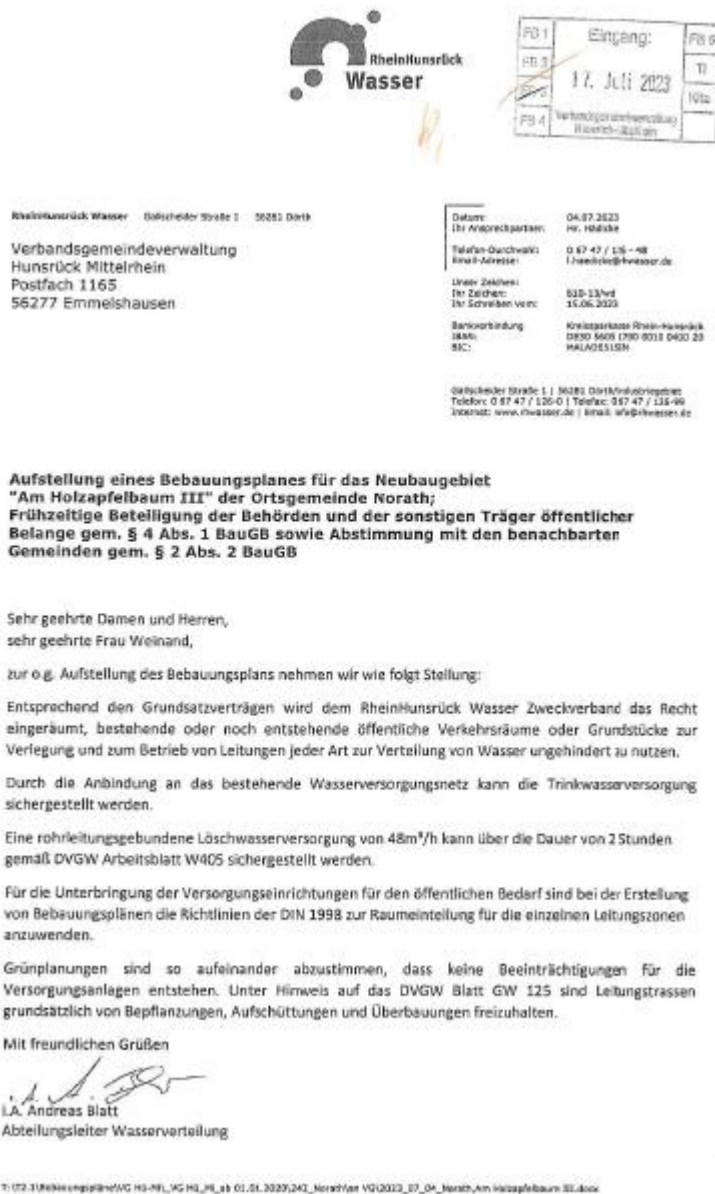 RheinHunsrück
Wasser
FB 1
FB 2
FB 4
Eingang:
17. Juli 2023
FB 5
RheinHunsrück Wasser Gallscheider Straße 1 56281 Dörth
Verbandsgemeindeverwaltung
Hunsrück Mittelrhein
Postfach 1165
56277 Emmelshausen
Datum: 04.07.2023
Ihr Ansprechpartner: Hr. Hädicke
Telefon-Durchwahl: 0 67 47 / 126 - 48
Email-Adresse: l.haedicke@rhwasser.de
Unser Zeichen:
Ihr Zeichen: 610-13/wd
Ihr Schreiben vom: 15.06.2023
Bankverbindung Kreissparkasse Rhein-Hunsrück
IBAN:
BIC: MALADE51SIM
Gallscheider Straße 1 | 56281 Dörth/Industriegebiet
Telefon: 0 67 47 / 126-0 | Telefax: 067 47 / 126-99
Internet: www.rhwasser.de | Email: info@rhwasser.de
Aufstellung eines Bebauungsplanes für das Neubaugebiet
"Am Holzapfelbaum III" der Ortsgemeinde Norath;
Frühzeitige Beteiligung der Behörden und der sonstigen Träger öffentlicher
Belange gem. § 4 Abs. 1 BauGB sowie Abstimmung mit den benachbarten
Gemeinden gem. § 2 Abs. 2 BauGB
Sehr geehrte Damen und Herren,
sehr geehrte Frau Weinand,
zur o.g. Aufstellung des Bebauungsplans nehmen wir wie folgt Stellung:
Entsprechend den Grundsatzverträgen wird dem RheinHunsrück Wasser Zweckverband das Recht
eingeräumt, bestehende oder noch entstehende öffentliche Verkehrsräume oder Grundstücke zur
Verlegung und zum Betrieb von Leitungen jeder Art zur Verteilung von Wasser ungehindert zu nutzen.
Durch die Anbindung an das bestehende Wasserversorgungsnetz kann die Trinkwasserversorgung
sichergestellt werden.
Eine rohrleitungsgebundene Löschwasserversorgung von 48m³/h kann über die Dauer von 2 Stunden
gemäß DVGW Arbeitsblatt W405 sichergestellt werden.
Für die Unterbringung der Versorgungseinrichtungen für den öffentlichen Bedarf sind bei der Erstellung
von Bebauungsplänen die Richtlinien der DIN 1998 zur Raumeinteilung für die einzelnen Leitungszonen
anzuwenden.
Grünplanungen sind so aufeinander abzustimmen, dass keine Beeinträchtigungen für die
Versorgungsanlagen entstehen. Unter Hinweis auf das DVGW Blatt GW 125 sind Leitungstrassen
grundsätzlich von Bepflanzungen, Aufschüttungen und Überbauungen freizuhalten.
Mit freundlichen Grüßen
i.A. Andreas Blatt
Abteilungsleiter Wasserverteilung